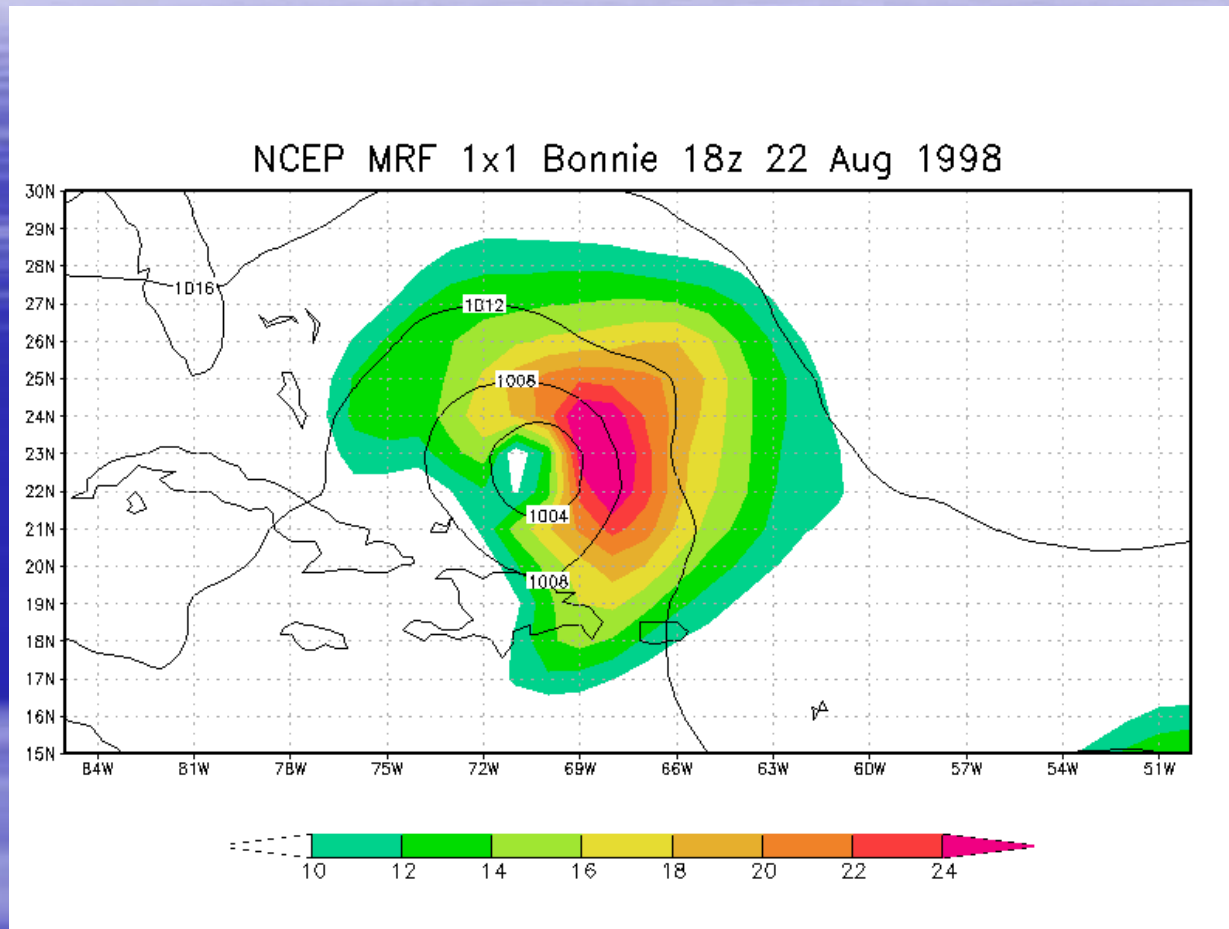 NCEP MRF 1x1 Bonnie 18z 22 Aug 1998
30N
29N
28N
27N
26N
25N
24N
23N
22N
21N
20N
19N
18N
17N
16N
15N
1016
1012
1008
1004
1008
84W 81W 78W 75W 72W 69W 66W 63W 60W 57W 54W 51W
10 12 14 16 18 20 22 24